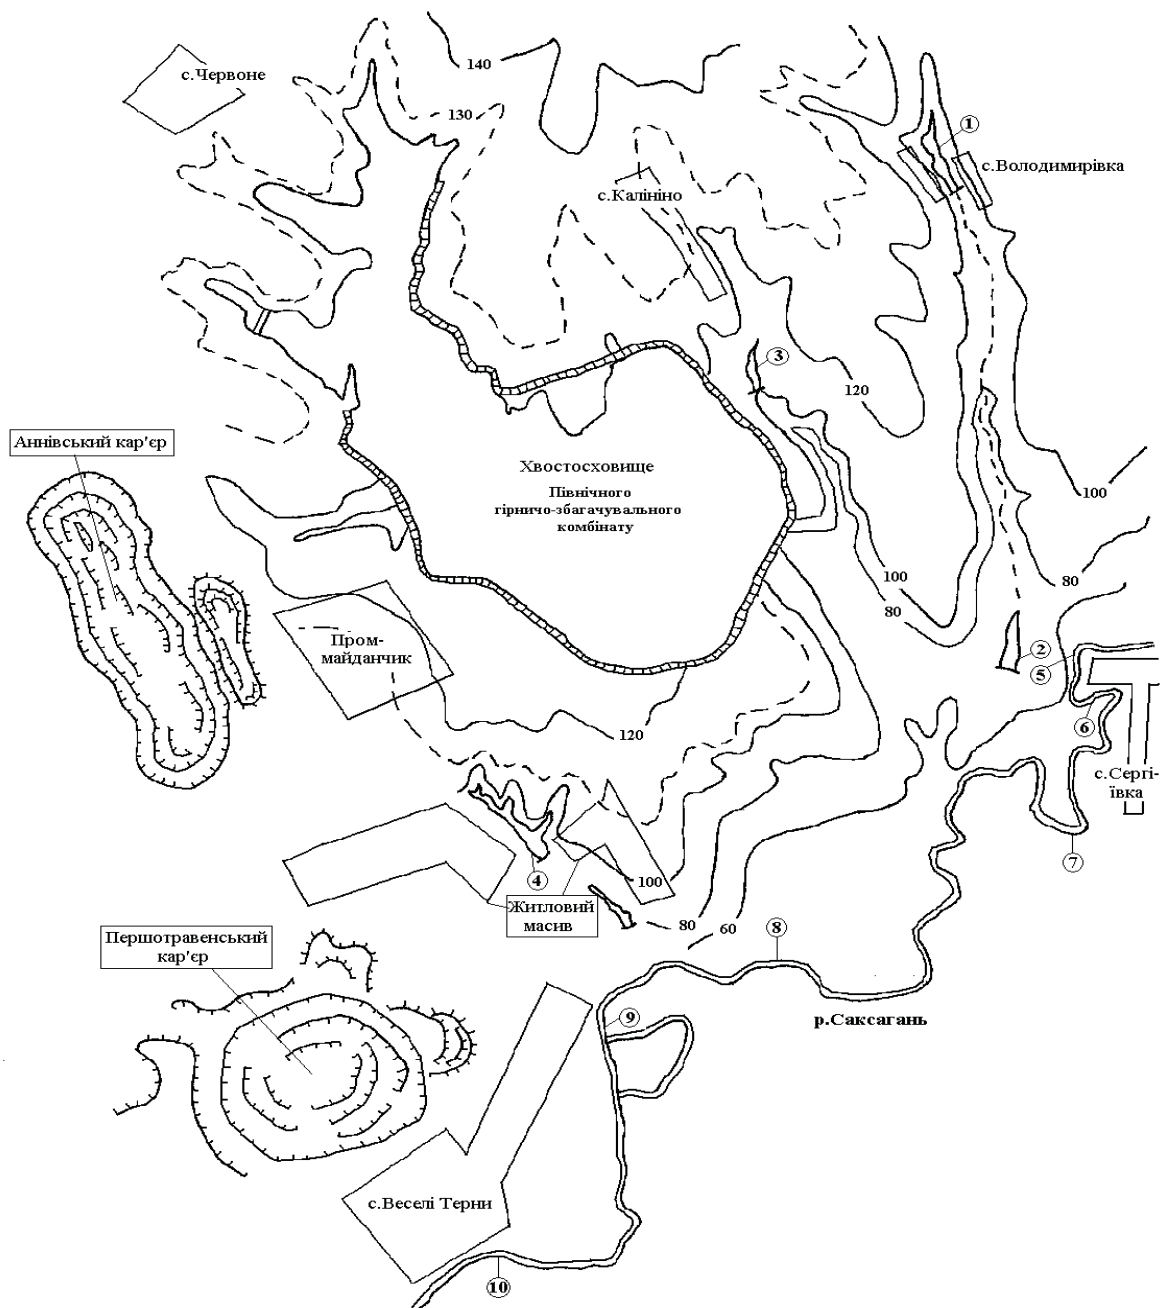 с.Червоне
140
130
1
с.Володимирівка
с.Калініно
3
120
Аннівський кар'єр
Хвостосховище
Північного
гірничо-збагачувального
комбінату
100
100
80
80
Пром-
майданчик
2
5
6
120
с.Сергі-
ївка
7
4
100
Житловий
масив
80
60
8
Першотравенський
кар'єр
9
р.Саксагань
с.Веселі Терни
10